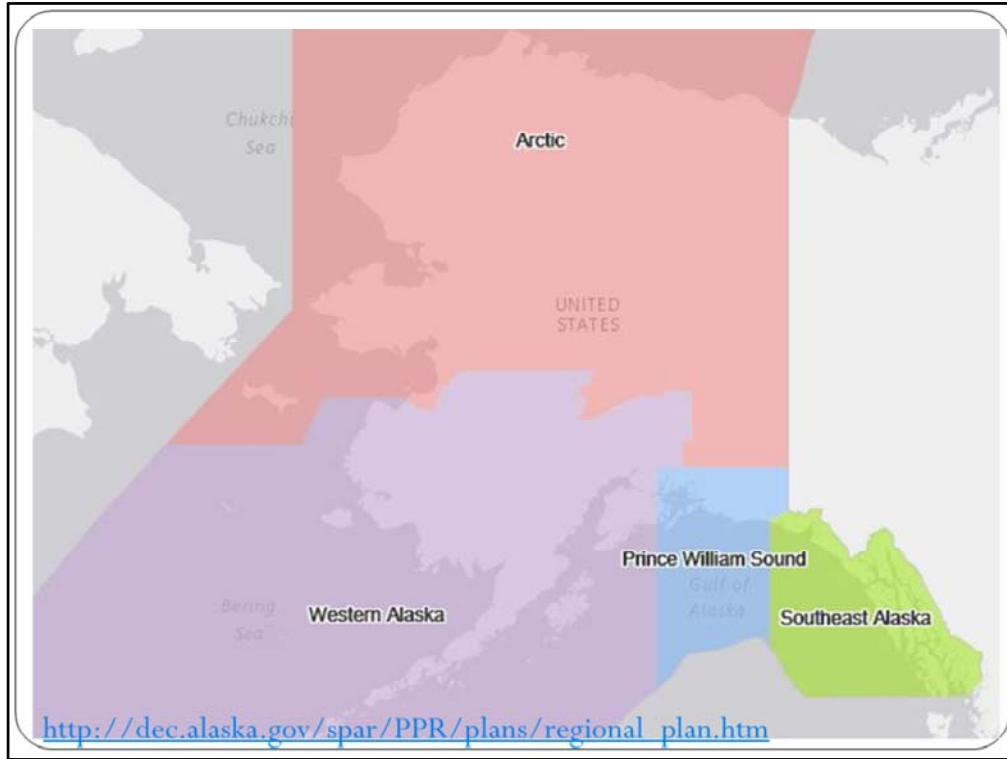 Chukchi
Sea
Arctic
UNITED
STATES
Prince William Sound
Gulf of
Alaska
Bering
Sea
Western Alaska
Southeast Alaska
http://dec.alaska.gov/spar/PPR/plans/regional_plan.htm